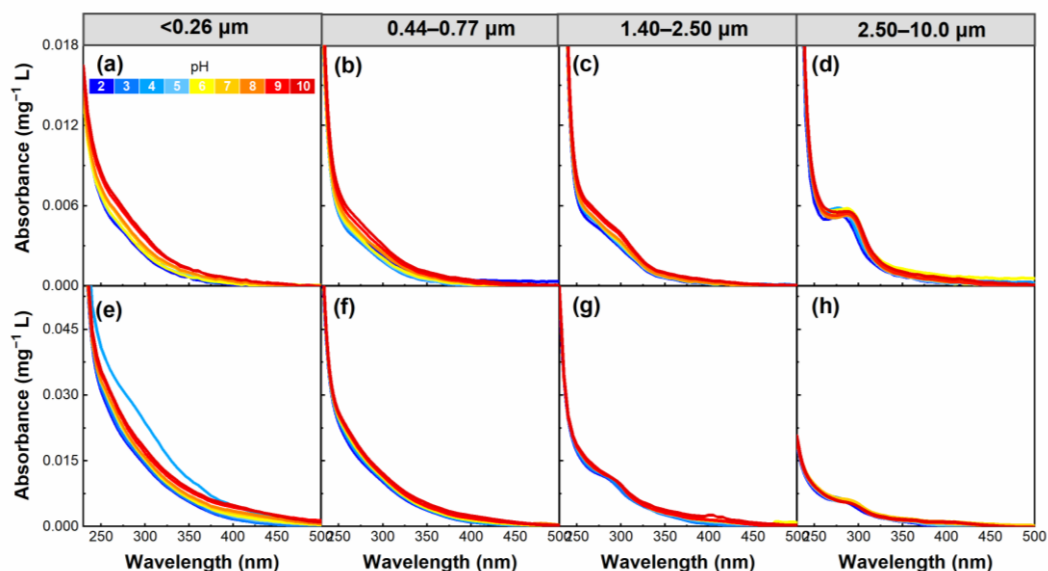 <0.26 µm 0.44–0.77 µm 1.40–2.50 µm 2.50–10.0 µm
0.018
(a) (b) (c) (d)
pH
2 3 4 5 6 7 8 9 10
0.012
0.006
0.000
Absorbance (mg⁻¹ L)
(e) (f) (g) (h)
0.045
0.030
0.015
0.000
Absorbance (mg⁻¹ L)
250 300 350 400 450 500 250 300 350 400 450 500 250 300 350 400 450 500 250 300 350 400 450 500
Wavelength (nm) Wavelength (nm) Wavelength (nm) Wavelength (nm)